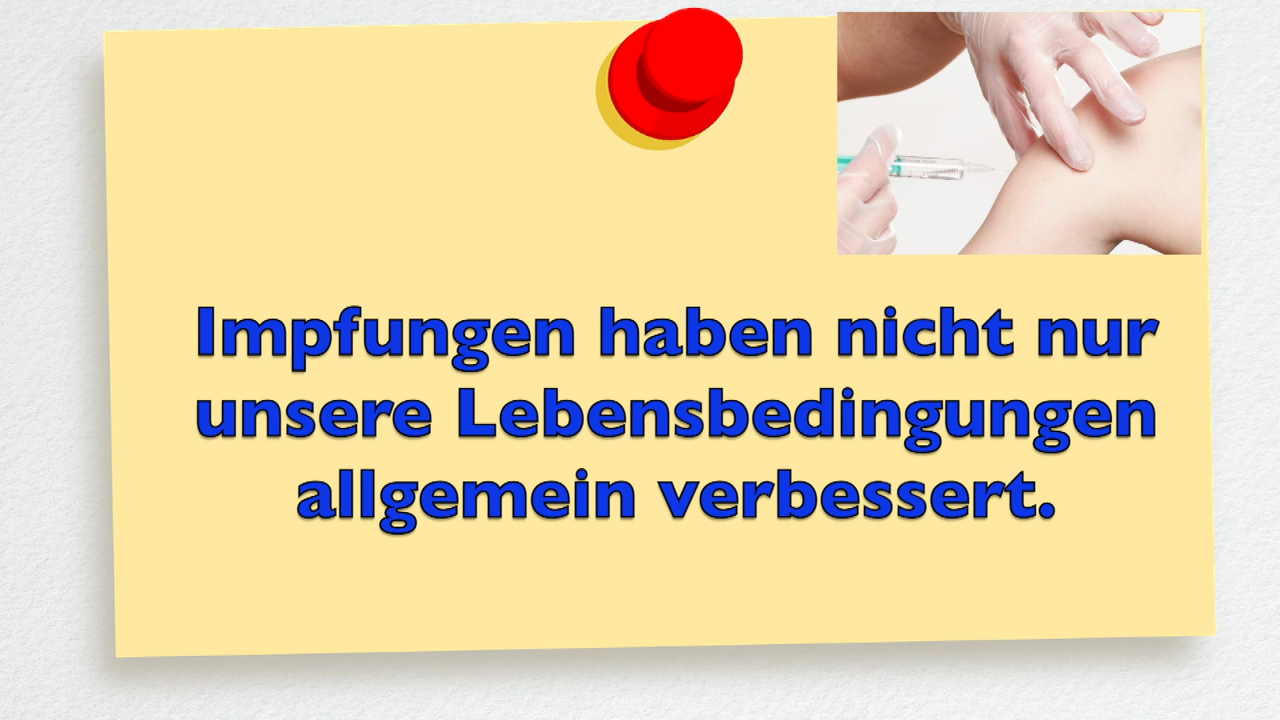 Impfungen haben nicht nur
unsere Lebensbedingungen
allgemein verbessert.